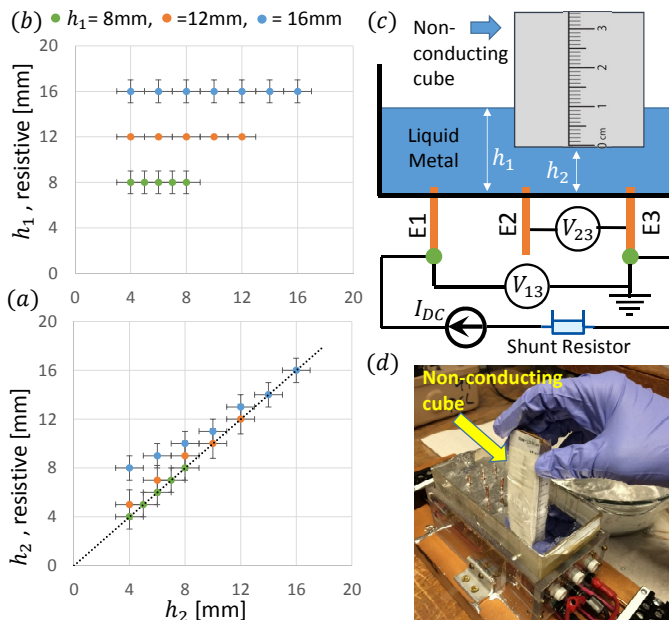 (b) ● h₁= 8mm, ● =12mm ● = 16mm
20
16
12
8
4
0
h₁ , resistive [mm]
0 4 8 12 16 20
(a)
20
16
12
8
4
0
h₂ , resistive [mm]
0 4 8 12 16 20
h₂ [mm]
(c)
Non-
conducting
cube
3
2
1
0 cm
Liquid
Metal
h₁
h₂
E1
E2
E3
V₂₃
V₁₃
I_DC
Shunt Resistor
(d)
Non-conducting
cube